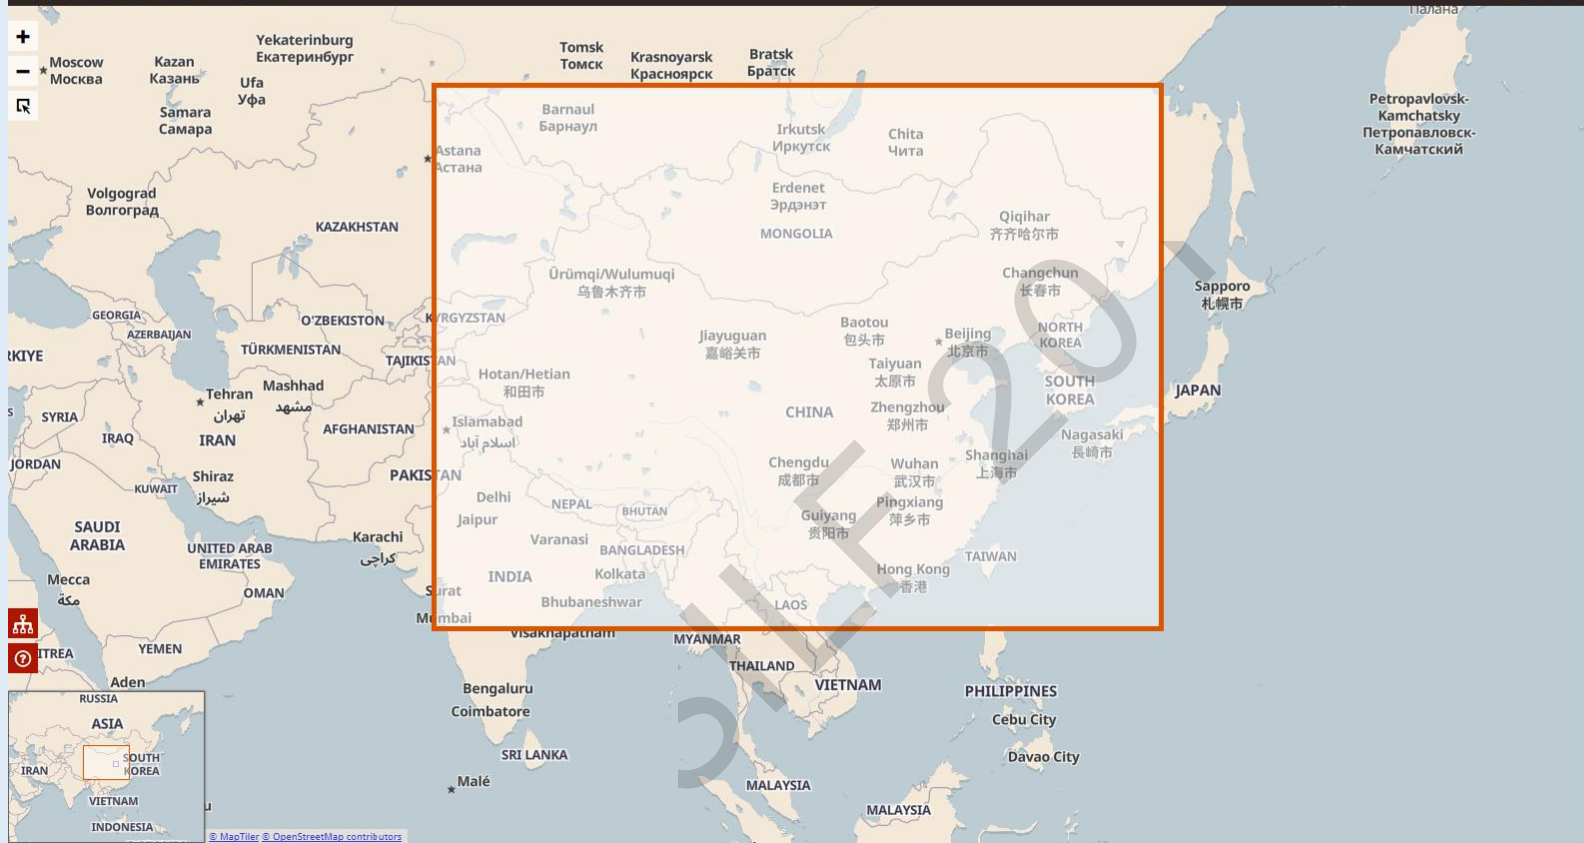 Палана
+
Moscow
Москва
Kazan
Казань
Yekaterinburg
Екатеринбург
Ufa
Уфа
Samara
Самара
Tomsk
Томск
Krasnoyarsk
Красноярск
Bratsk
Братск
Petropavlovsk-
Kamchatsky
Петропавловск-
Камчатский
Barnaul
Барнаул
Irkutsk
Иркутск
Chita
Чита
Astana
Астана
Volgograd
Волгоград
KAZAKHSTAN
Erdenet
Эрдэнэт
MONGOLIA
Qiqihar
齐齐哈尔市
Ürümqi/Wulumuqi
乌鲁木齐市
Changchun
长春市
Sapporo
札幌市
GEORGIA
AZERBAIJAN
O'ZBEKISTON
KYRGYZSTAN
TÜRKMENISTAN
TAJIKISTAN
RKIYE
Jiayuguan
嘉峪关市
Baotou
包头市
Beijing
北京市
NORTH
KOREA
Taiyuan
太原市
SOUTH
KOREA
JAPAN
Hotan/Hetian
和田市
Tehran
تهران
Mashhad
مشهد
SYRIA
IRAQ
IRAN
AFGHANISTAN
Islamabad
اسلام آباد
CHINA
Zhengzhou
郑州市
Nagasaki
長崎市
JORDAN
KUWAIT
Shiraz
شیراز
PAKISTAN
Chengdu
成都市
Wuhan
武汉市
Shanghai
上海市
Delhi
Jaipur
NEPAL
BHUTAN
Guiyang
贵阳市
Pingxiang
萍乡市
SAUDI
ARABIA
UNITED ARAB
EMIRATES
Karachi
کراچی
Varanasi
BANGLADESH
TAIWAN
Mecca
مكة
OMAN
INDIA
Kolkata
Hong Kong
香港
Surat
Bhubaneshwar
LAOS
Mumbai
Visakhapatnam
MYANMAR
ITREA
YEMEN
THAILAND
Aden
Bengaluru
VIETNAM
PHILIPPINES
Coimbatore
Cebu City
SRI LANKA
Davao City
Malé
MALAYSIA
MALAYSIA
RUSSIA
ASIA
SOUTH
KOREA
IRAN
VIETNAM
INDONESIA
© MapTiler © OpenStreetMap contributors